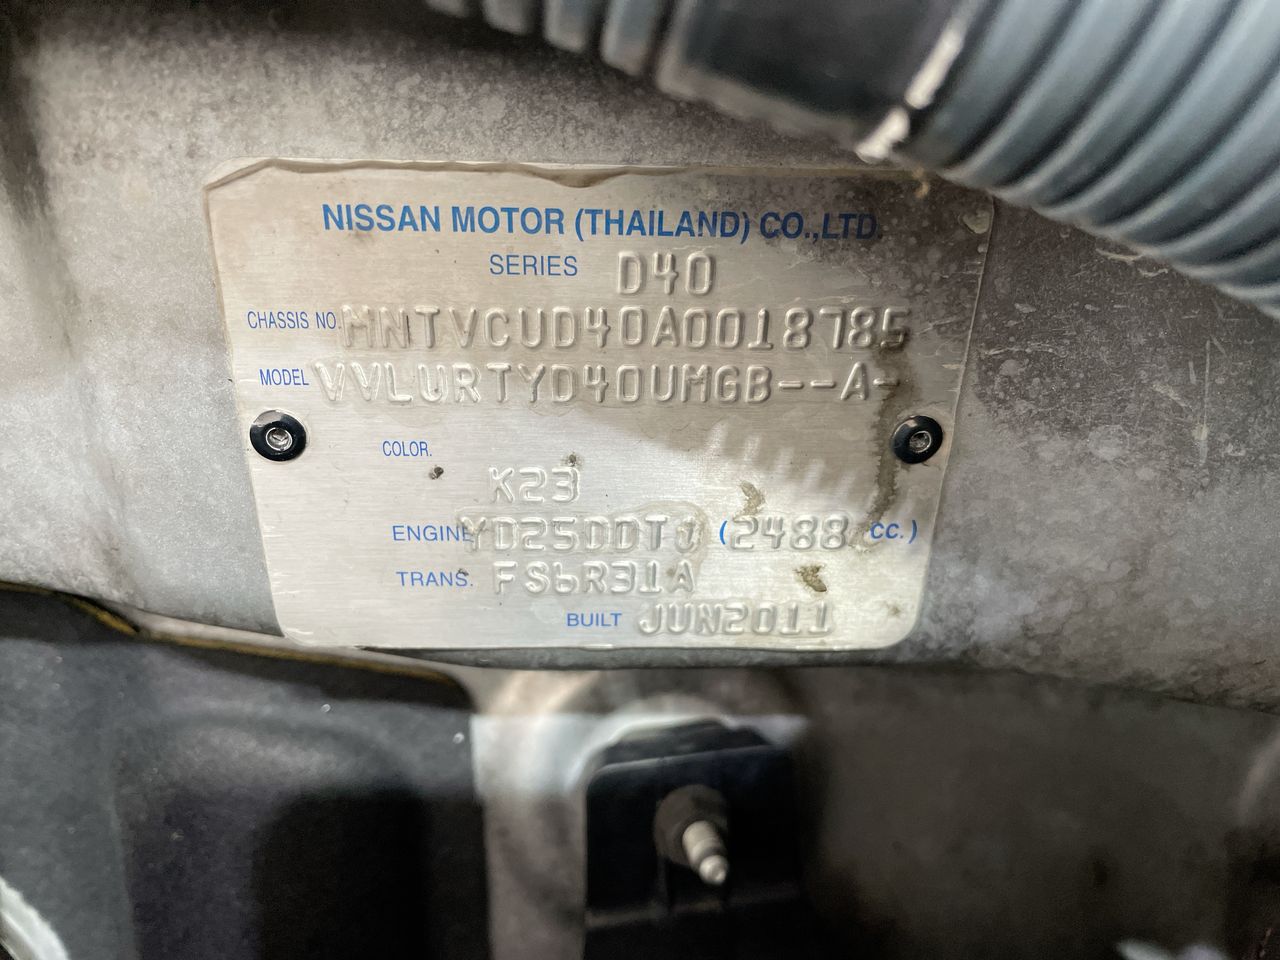 NISSAN MOTOR (THAILAND) CO.,LTD.
SERIES D40
CHASSIS NO. MNTVCUD40A0018785
MODEL VVLURTYD40UMGB--A-
COLOR.
K23
ENGINE YD25DDTJ (2488 CC.)
TRANS. FS6R31A
BUILT JUN2011